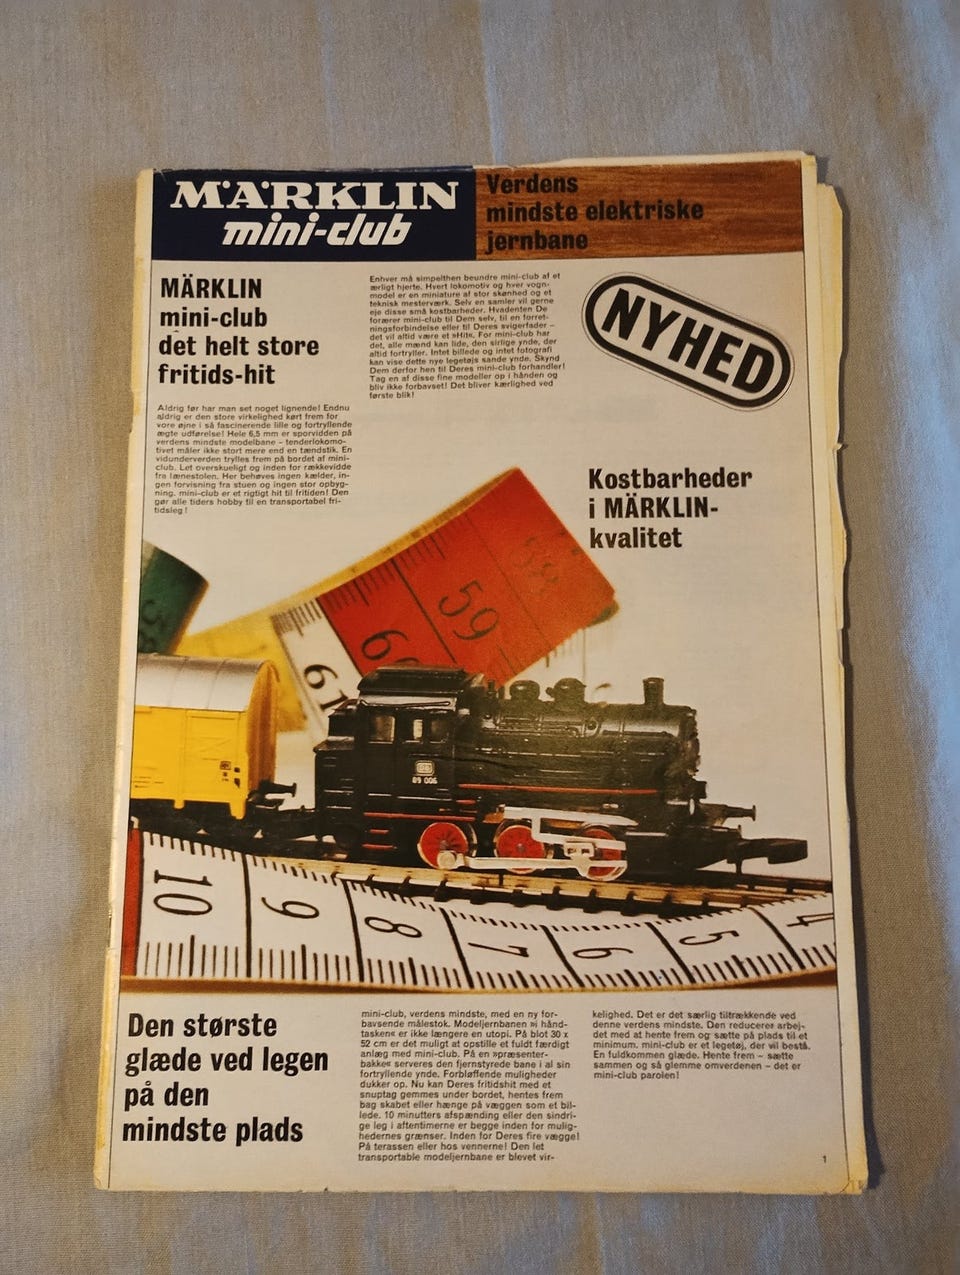 MÄRKLIN
mini-club
Verdens
mindste elektriske
jernbane
MÄRKLIN
mini-club
det helt store
fritids-hit
Aldrig før har man set noget lignende! Endnu
aldrig er den store virkelighed kørt frem for
vore øjne i så fascinerende lille og fortryllende
ægte udførelse! Hele 6,5 mm er sporvidden på
verdens mindste modelbane – tenderlokomo-
tivet måler ikke stort mere end en tændstik. En
vidunderverden trylles frem på bordet af mini-
club. Let overskueligt og inden for rækkevidde
fra lænestolen. Her behøves ingen kælder, in-
gen forvisning fra stuen og ingen stor opbyg-
ning. mini-club er et rigtigt hit til fritiden! Den
gør alle tiders hobby til en transportabel fri-
tidsleg!
Enhver må simpelthen beundre mini-club af et
ærligt hjerte. Hvert lokomotiv og hver vogn-
model er en miniature af stor skønhed og et
teknisk mesterværk. Selv en samler vil gerne
eje disse små kostbarheder. Hvadenten De
forærer mini-club til Dem selv, til en forret-
ningsforbindelse eller til Deres svigerfader –
det vil altid være et »Hit«. For mini-club har
det, alle mænd kan lide, den sirlige ynde, der
altid fortryller. Intet billede og intet fotografi
kan vise dette nye legetøjs sande ynde. Skynd
Dem derfor hen til Deres mini-club forhandler!
Tag en af disse fine modeller op i hånden og
bliv ikke forbavset! Det bliver kærlighed ved
første blik!
NYHED
Kostbarheder
i MÄRKLIN-
kvalitet
58
59
60
61
89 006
10 9 8 7 6 5 4
Den største
glæde ved legen
på den
mindste plads
mini-club, verdens mindste, med en ny for-
bavsende målestok. Modeljernbanen »i hånd-
tasken« er ikke længere en utopi. På blot 30 x
52 cm er det muligt at opstille et fuldt færdigt
anlæg med mini-club. På en »præsenter-
bakke« serveres den fjernstyrede bane i al sin
fortryllende ynde. Forbløffende muligheder
dukker op. Nu kan Deres fritidshit med et
snuptag gemmes under bordet, hentes frem
bag skabet eller hænge på væggen som et bil-
lede. 10 minutters afspænding eller den sindri-
ge leg i aftentimerne er begge inden for mulig-
hedernes grænser. Inden for Deres fire vægge!
På terassen eller hos vennerne! Den let
transportable modeljernbane er blevet vir-
kelighed. Det er det særlig tiltrækkende ved
denne verdens mindste. Den reducerer arbej-
det med at hente frem og sætte på plads til et
minimum. mini-club er et legetøj, der vil bestå.
En fuldkommen glæde. Hente frem – sætte
sammen og så glemme omverdenen – det er
mini-club parolen!
1